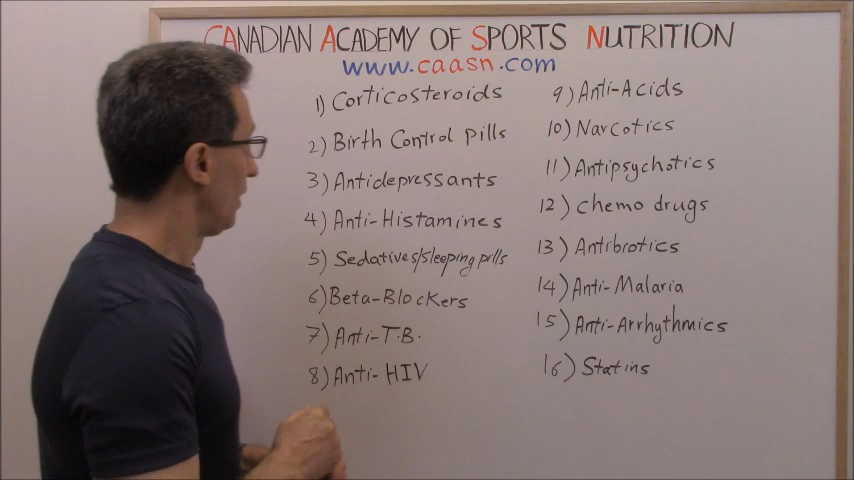 CANADIAN ACADEMY OF SPORTS NUTRITION
www.caasn.com
1) Corticosteroids
2) Birth Control Pills
3) Antidepressants
4) Anti-Histamines
5) Sedatives/sleeping pills
6) Beta-Blockers
7) Anti-T.B.
8) Anti-HIV
9) Anti-Acids
10) Narcotics
11) Antipsychotics
12) chemo drugs
13) Antibiotics
14) Anti-Malaria
15) Anti-Arrhythmics
16) Statins